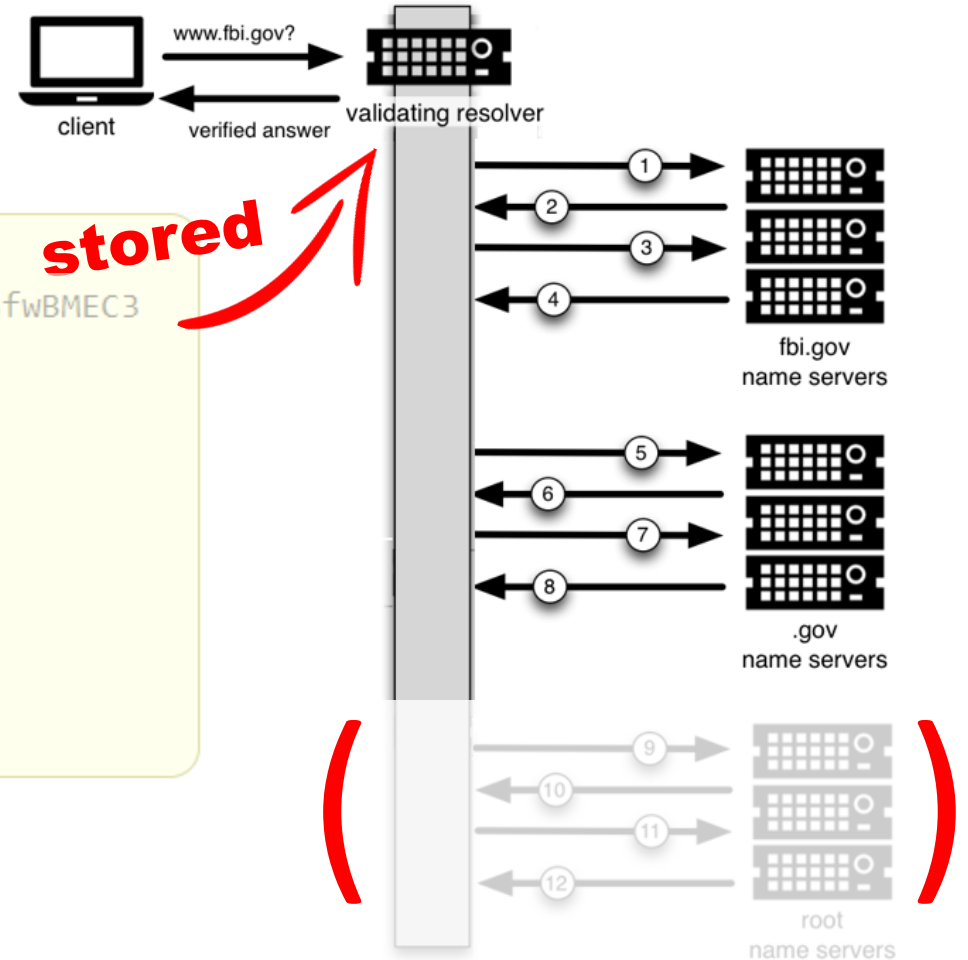 www.fbi.gov?
client
verified answer
validating resolver
stored
fwBMEC3
1
2
3
4
fbi.gov
name servers
5
6
7
8
.gov
name servers
9
10
11
12
root
name servers